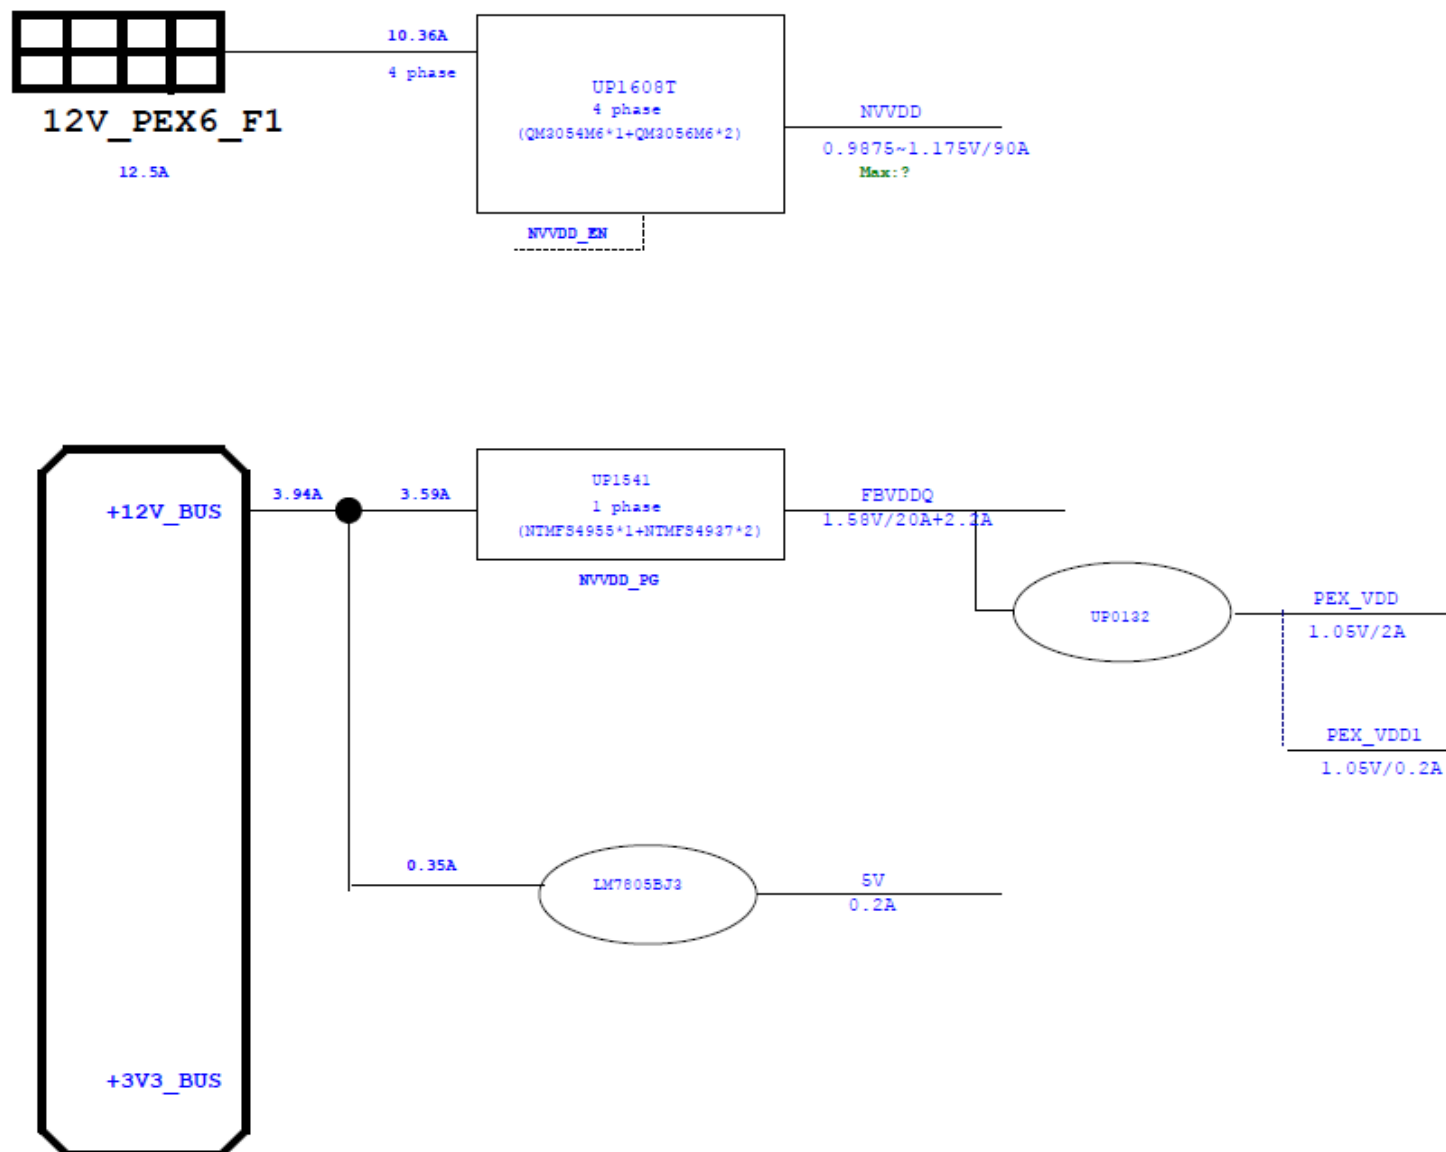 10.36A
4 phase
12V_PEX6_F1
12.5A
UP1608T
4 phase
(QM3054M6*1+QM3056M6*2)
NVVDD
0.9875~1.175V/90A
Max:?
NVVDD_EN
+12V_BUS
3.94A
3.59A
UP1541
1 phase
(NTMFS4955*1+NTMFS4937*2)
NVVDD_PG
FBVDDQ
1.58V/20A+2.2A
UP0132
PEX_VDD
1.05V/2A
PEX_VDD1
1.05V/0.2A
0.35A
LM7805BJ3
5V
0.2A
+3V3_BUS